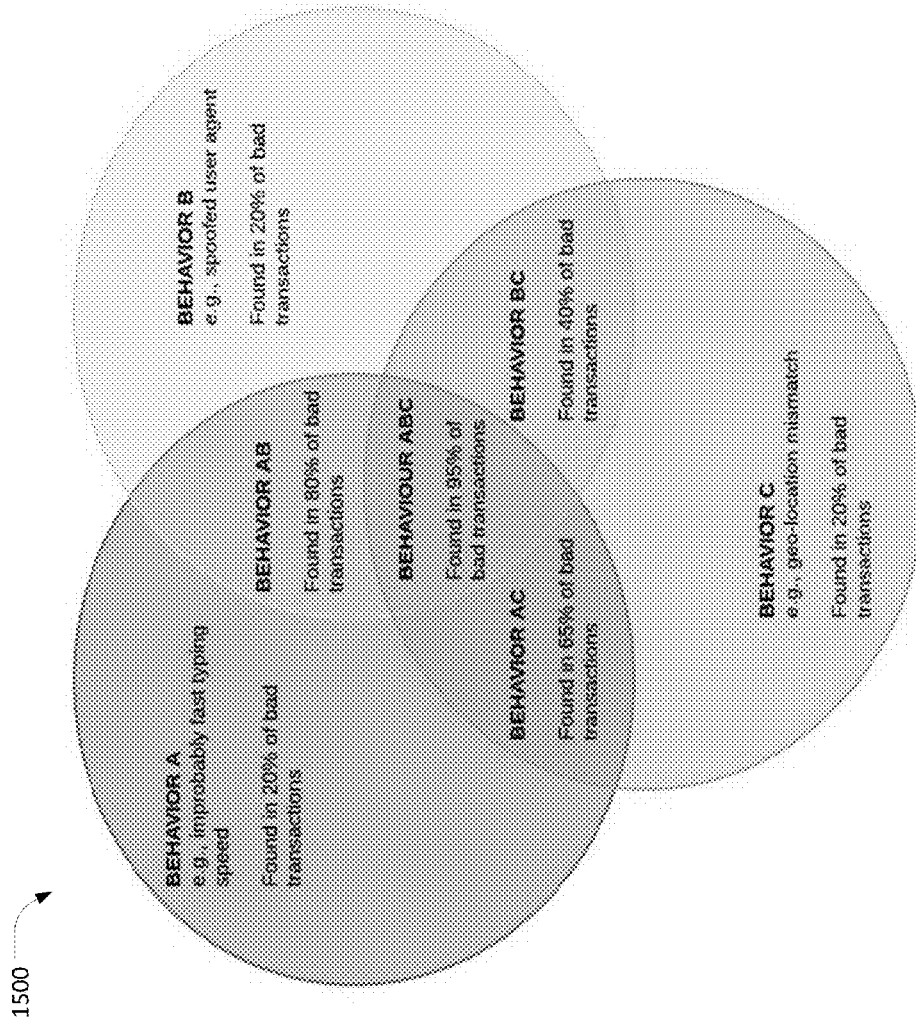 1500
BEHAVIOR A
e.g., improbably fast typing
speed
Found in 20% of bad
transactions
BEHAVIOR B
e.g., spoofed user agent
Found in 20% of bad
transactions
BEHAVIOR AB
Found in 80% of bad
transactions
BEHAVIOUR ABC
Found in 95% of
bad transactions
BEHAVIOR AC
Found in 65% of bad
transactions
BEHAVIOR BC
Found in 40% of bad
transactions
BEHAVIOR C
e.g., geo-location mismatch
Found in 20% of bad
transactions